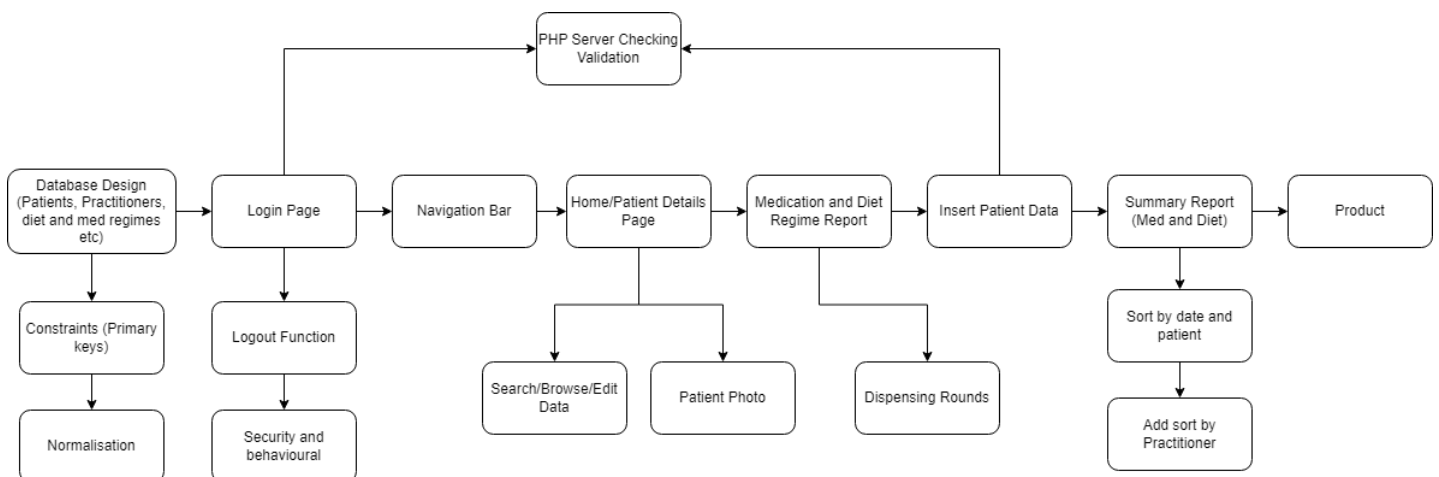 PHP Server Checking
Validation
Database Design
(Patients, Practitioners,
diet and med regimes
etc)
Login Page
Navigation Bar
Home/Patient Details
Page
Medication and Diet
Regime Report
Insert Patient Data
Summary Report
(Med and Diet)
Product
Constraints (Primary
keys)
Logout Function
Sort by date and
patient
Search/Browse/Edit
Data
Patient Photo
Dispensing Rounds
Normalisation
Security and
behavioural
Add sort by
Practitioner